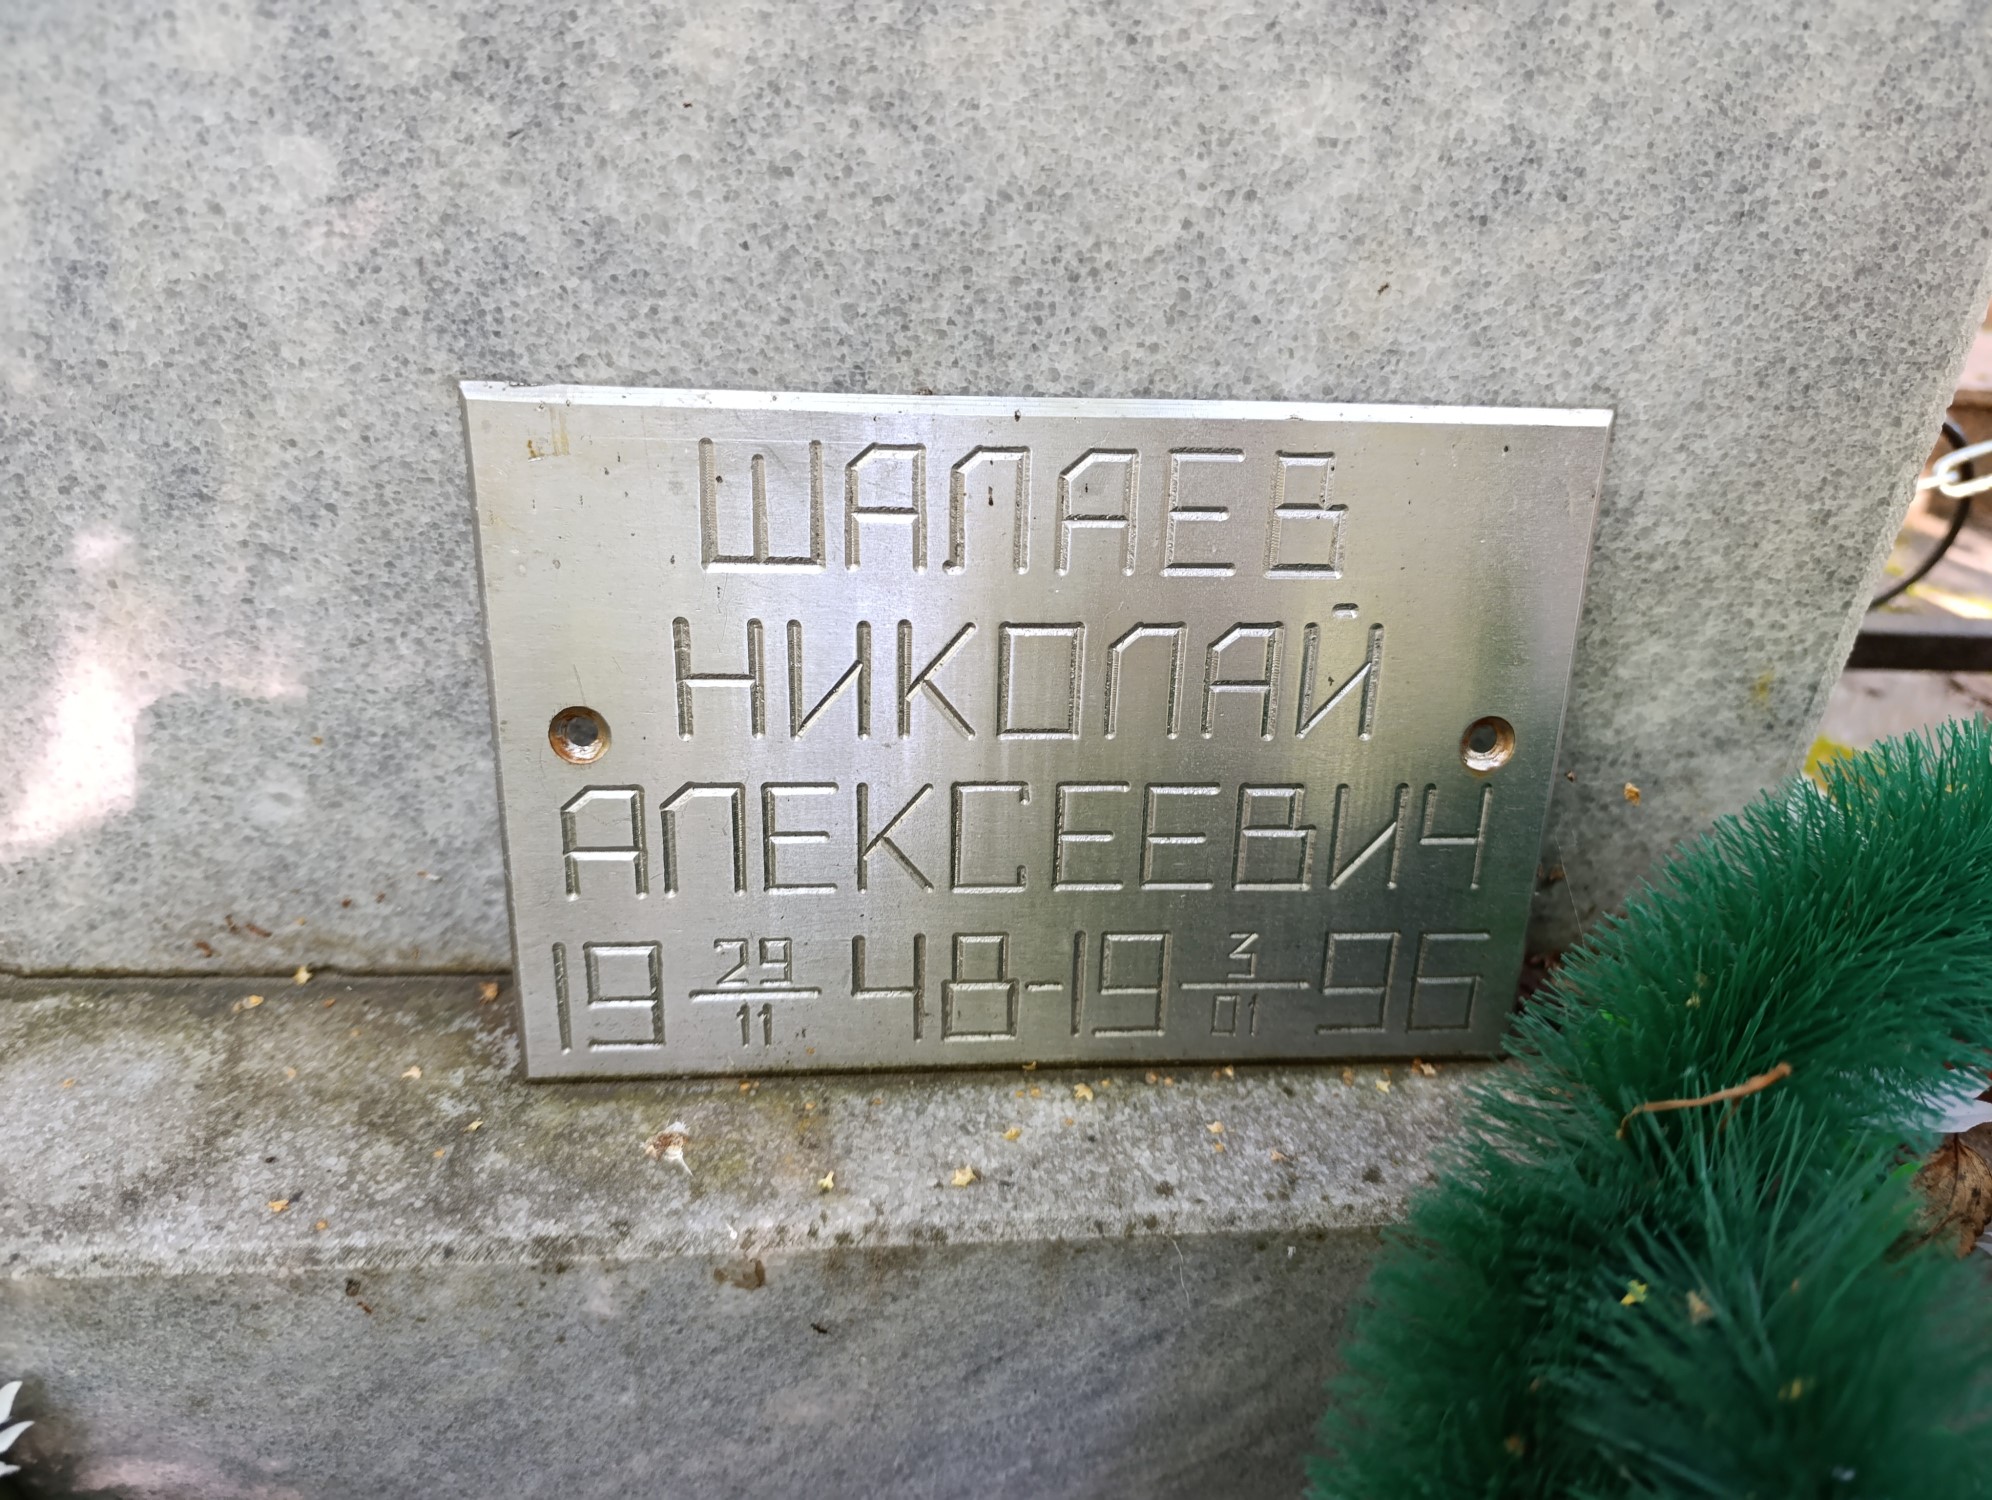 ШАЛАЕВ
НИКОЛАЙ
АЛЕКСЕЕВИЧ
19 29/11 48-19 3/01 96